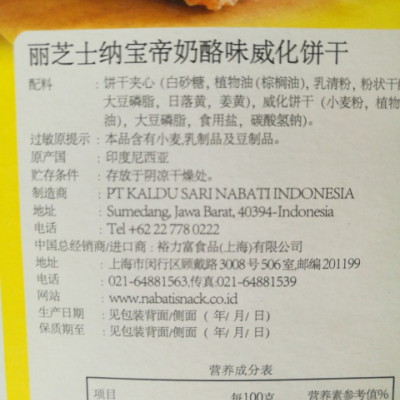 丽芝士纳宝帝奶酪味威化饼干
配料 : 饼干夹心 (白砂糖, 植物油(棕榈油), 乳清粉, 粉状干
大豆磷脂, 日落黄, 姜黄), 威化饼干 (小麦粉, 植物
油), 大豆磷脂, 食用盐, 碳酸氢钠)。
过敏原提示 : 本品含有小麦,乳制品及豆制品。
原产国 : 印度尼西亚
贮存条件 : 存放于阴凉干燥处。
制造商 : PT KALDU SARI NABATI INDONESIA
地址 : Sumedang, Jawa Barat, 40394-Indonesia
电话 : Tel +62 22 778 0222
中国总经销商/进口商 : 裕力富食品(上海)有限公司
地址 : 上海市闵行区顾戴路3008号506室,邮编201199
电话 : 021-64881563,传真:021-64881539
网站 : www.nabatisnack.co.id
生产日期 : 见包装背面/侧面 ( 年/ 月/ 日)
保质期至 : 见包装背面/侧面 ( 年/ 月/ 日)
营养成分表
项目 每100克 营养素参考值%